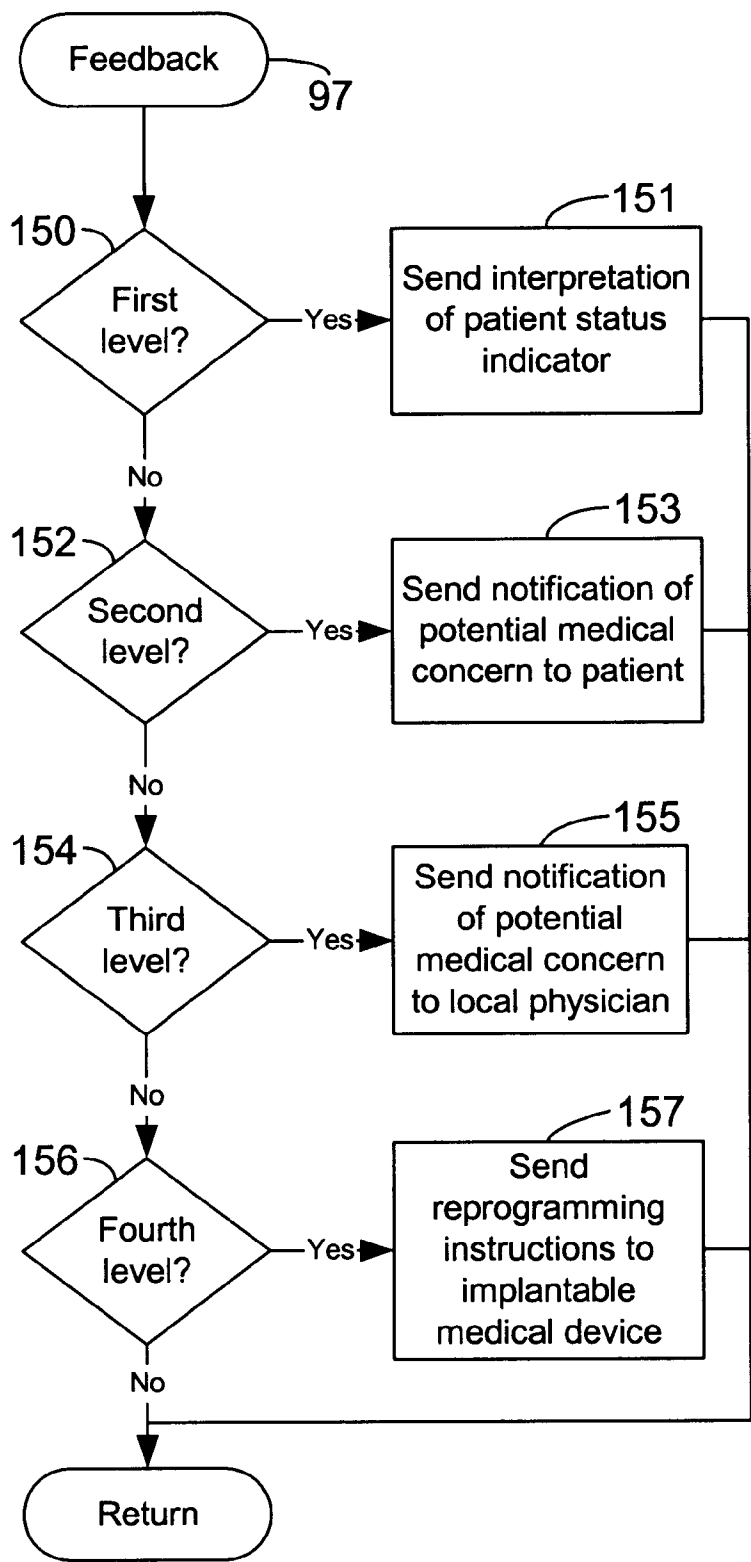 Feedback
97
150
First
level?
Yes
151
Send interpretation
of patient status
indicator
No
152
Second
level?
Yes
153
Send notification of
potential medical
concern to patient
No
154
Third
level?
Yes
155
Send notification
of potential
medical concern
to local physician
No
156
Fourth
level?
Yes
157
Send
reprogramming
instructions to
implantable
medical device
No
Return